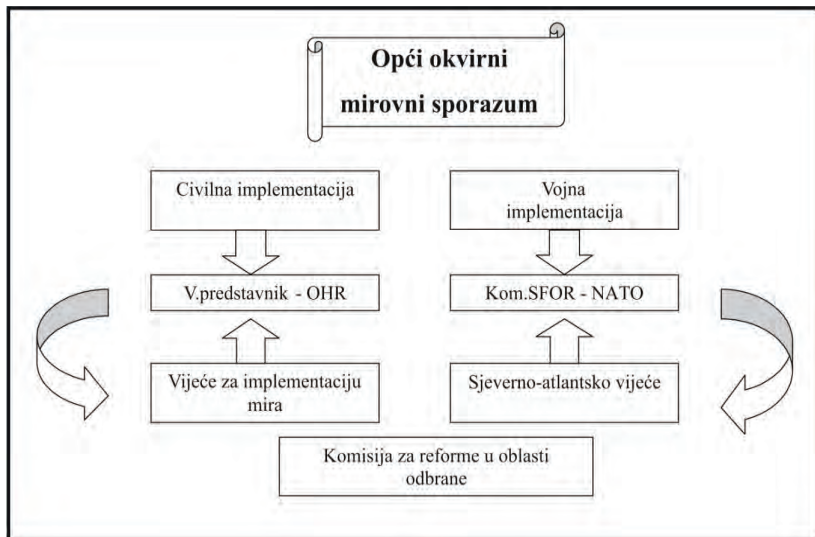 Opći okvirni
mirovni sporazum
Civilna implementacija
Vojna
implementacija
V.predstavnik - OHR
Kom.SFOR - NATO
Vijeće za implementaciju
mira
Sjeverno-atlantsko vijeće
Komisija za reforme u oblasti
odbrane